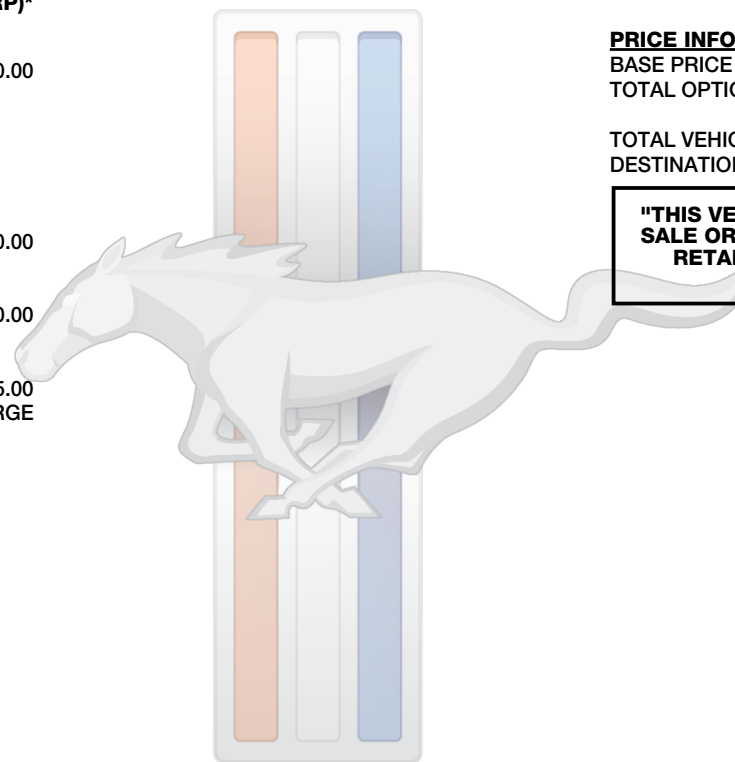 RP)*
0.00
0.00
0.00
5.00
RGE
PRICE INFO
BASE PRICE
TOTAL OPTIO
TOTAL VEHIC
DESTINATION
"THIS VE
SALE OR
RETAI